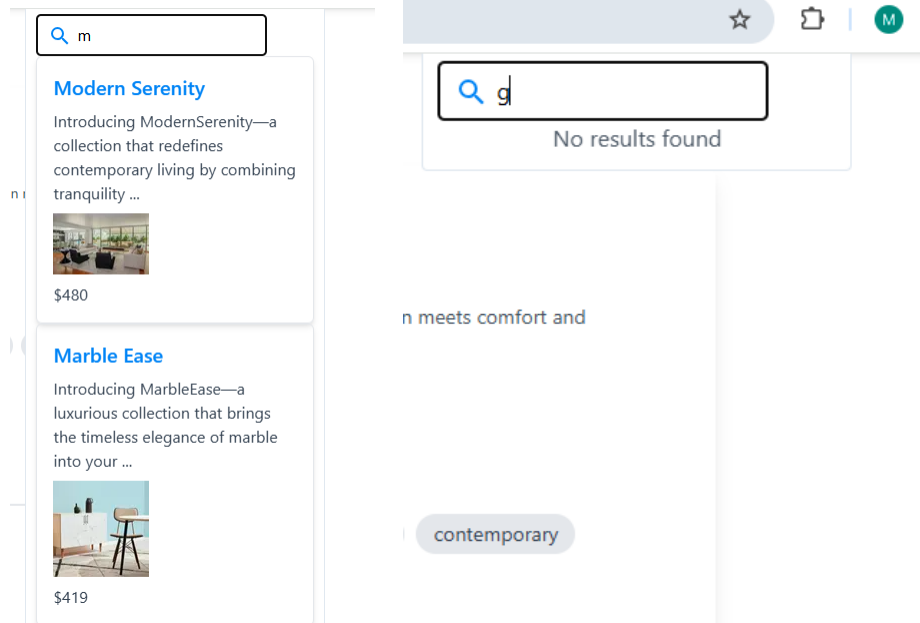 m
Modern Serenity
Introducing ModernSerenity—a
collection that redefines
contemporary living by combining
tranquility ...
$480
Marble Ease
Introducing MarbleEase—a
luxurious collection that brings
the timeless elegance of marble
into your ...
$419
n
M
g
No results found
n meets comfort and
contemporary